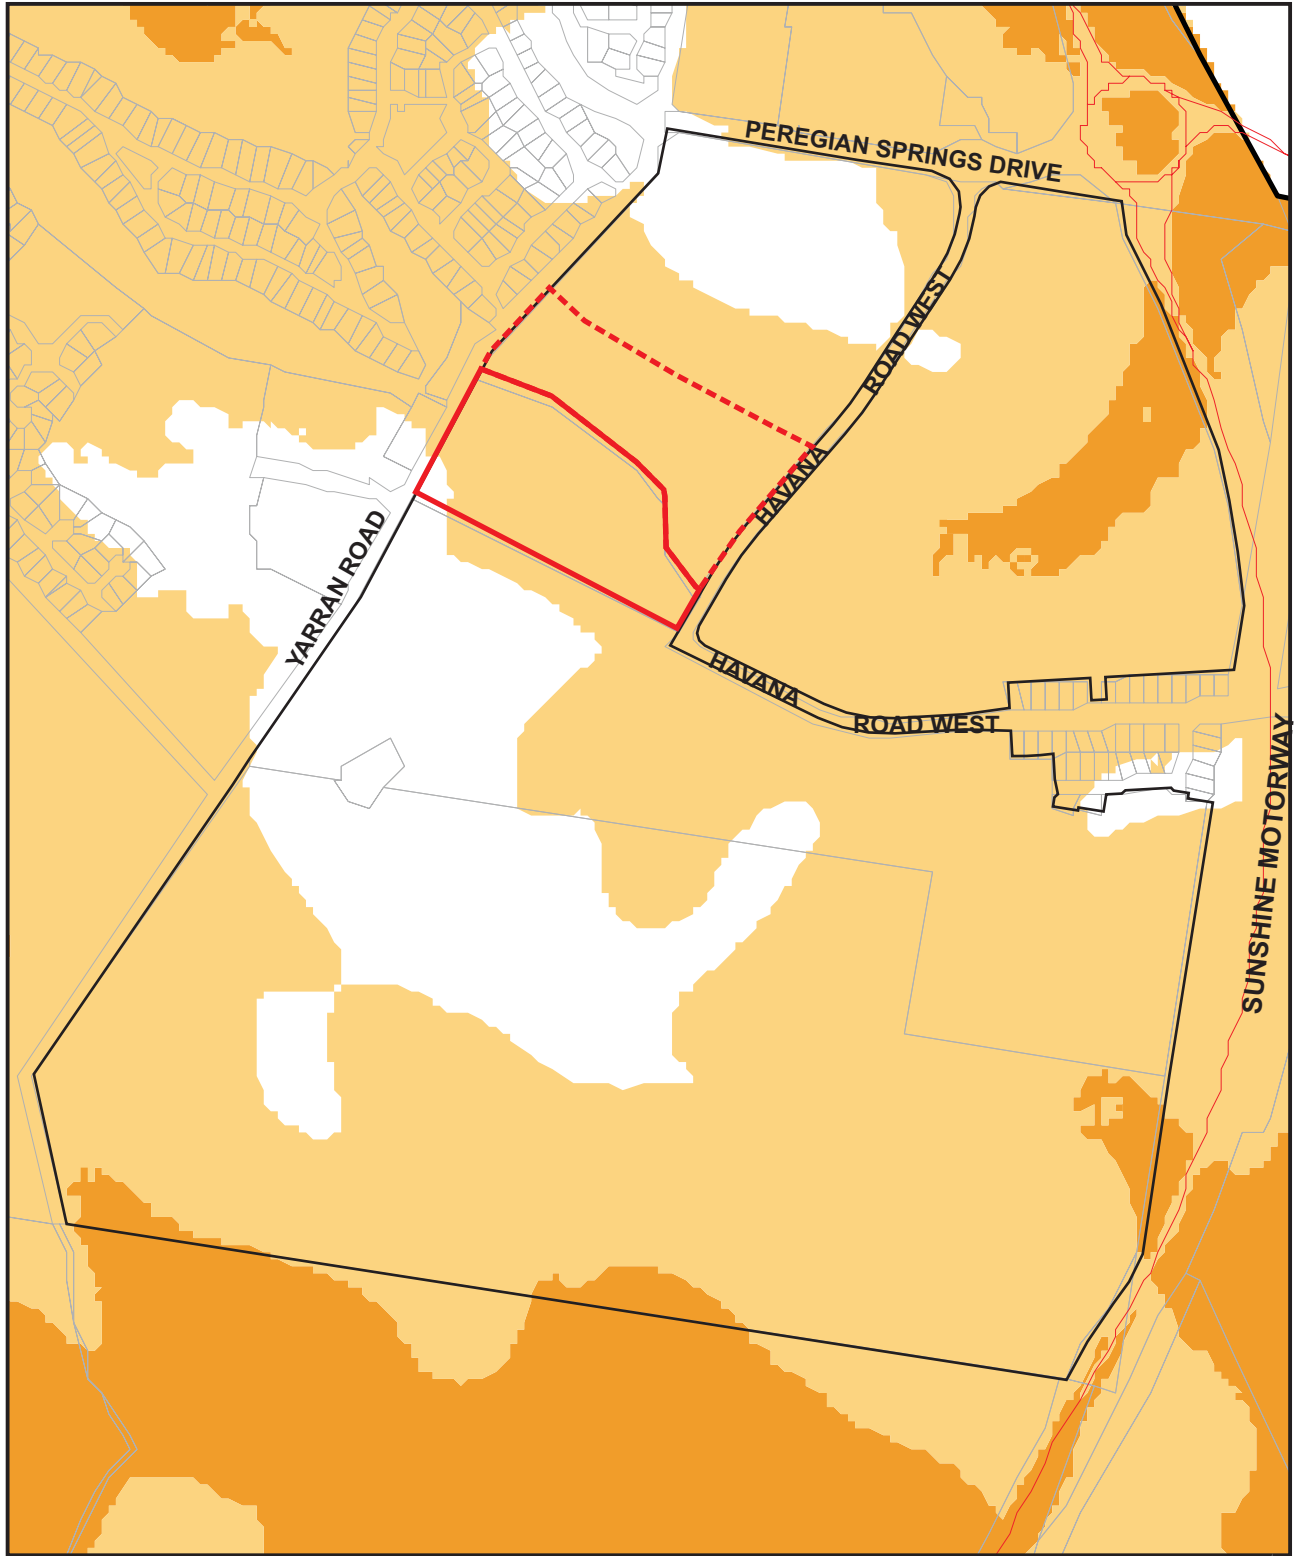 PEREGIAN SPRINGS DRIVE
ROAD WEST
HAVANA
YARRAN ROAD
HAVANA
ROAD WEST
SUNSHINE MOTORWAY